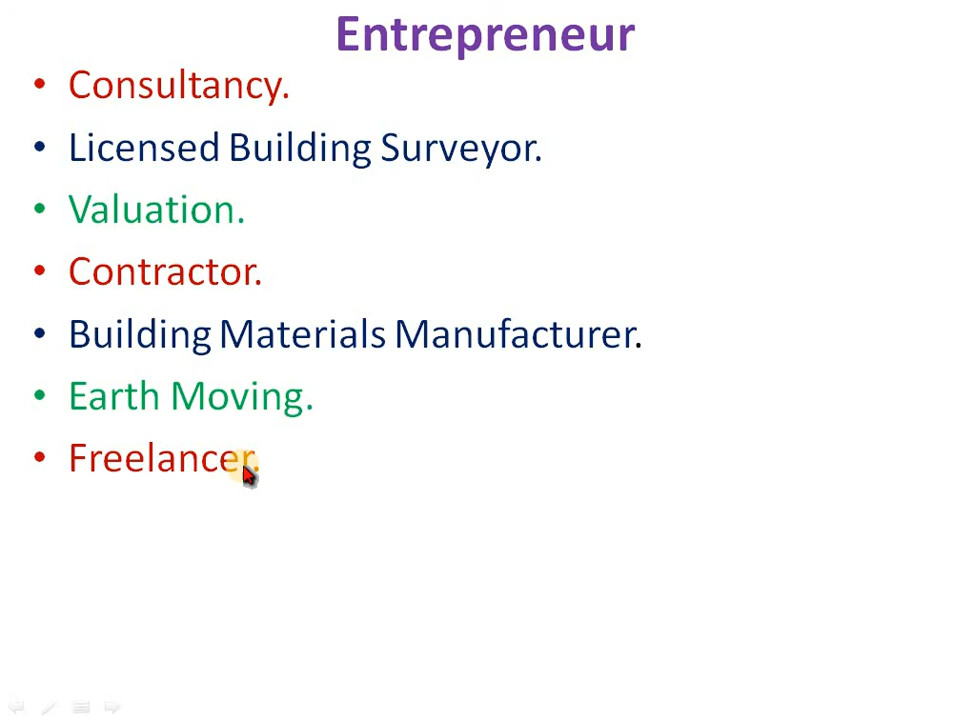 Entrepreneur
• Consultancy.
• Licensed Building Surveyor.
• Valuation.
• Contractor.
• Building Materials Manufacturer.
• Earth Moving.
• Freelancer.